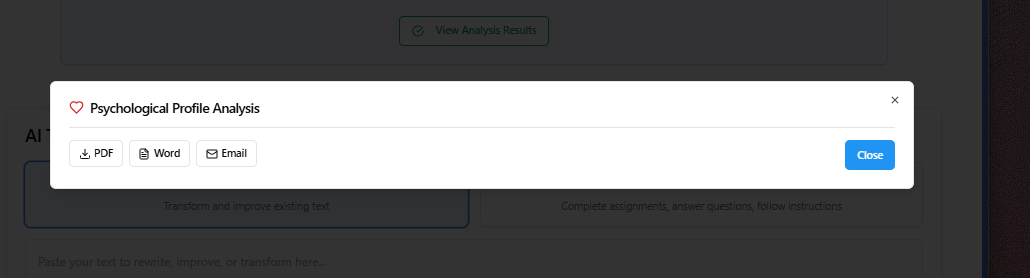 View Analysis Results
Psychological Profile Analysis
PDF Word Email Close
AI T
Transform and improve existing text
Complete assignments, answer questions, follow instructions
Paste your text to rewrite, improve, or transform here...